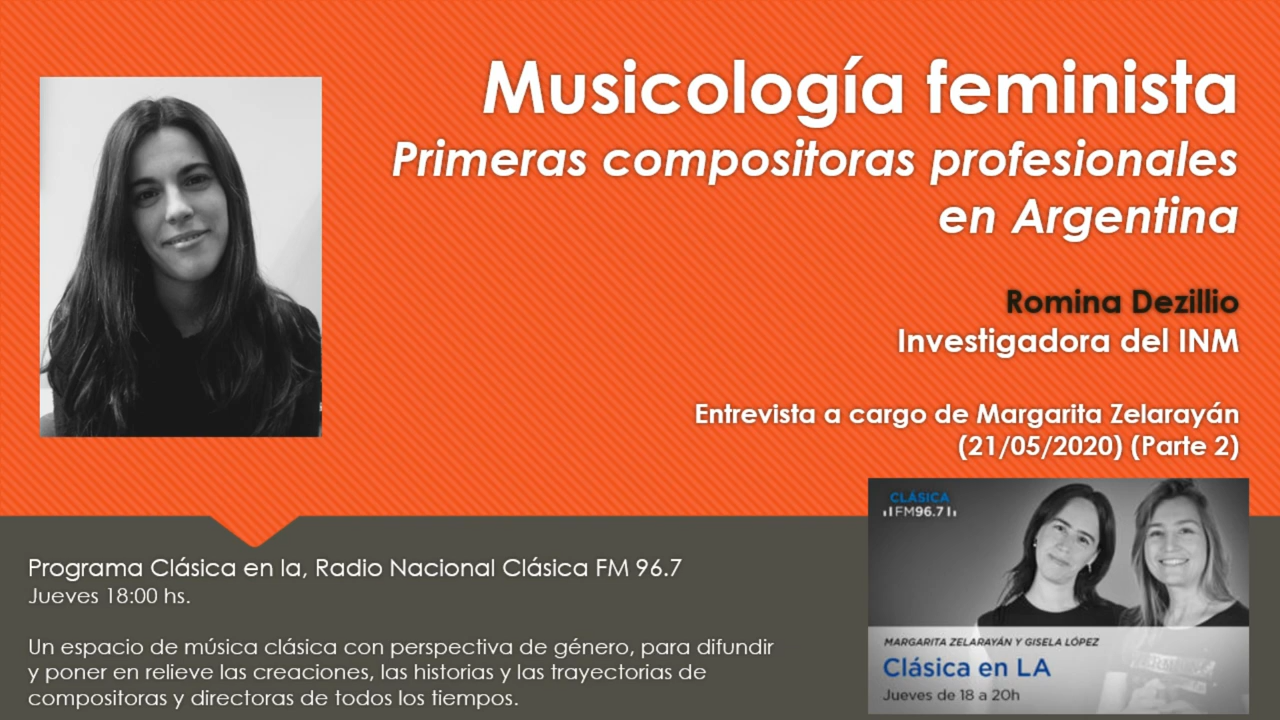 Musicología feminista
Primeras compositoras profesionales
en Argentina
Romina Dezillio
Investigadora del INM
Entrevista a cargo de Margarita Zelarayán
(21/05/2020) (Parte 2)
Programa Clásica en la, Radio Nacional Clásica FM 96.7
Jueves 18:00 hs.
Un espacio de música clásica con perspectiva de género, para difundir
y poner en relieve las creaciones, las historias y las trayectorias de
compositoras y directoras de todos los tiempos.
CLÁSICA
FM96.7
MARGARITA ZELARAYÁN Y GISELA LÓPEZ
Clásica en LA
Jueves de 18 a 20h